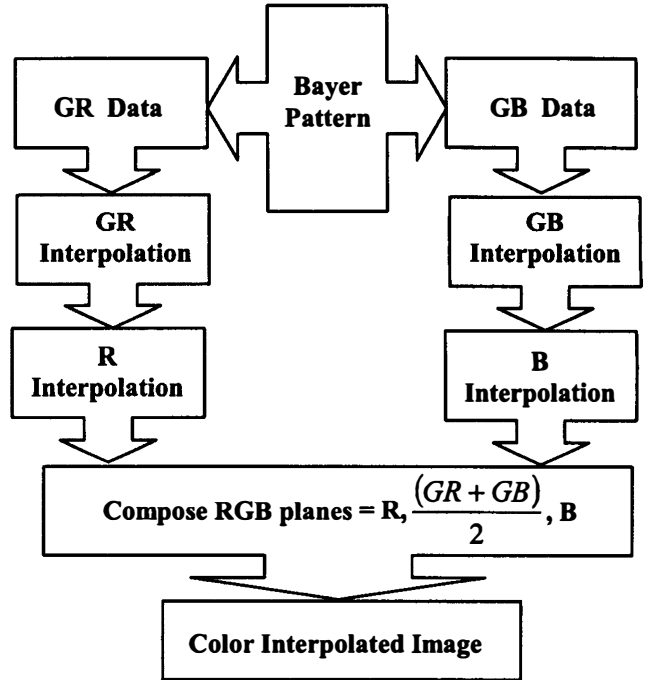 Bayer
Pattern
GR Data
GB Data
GR
Interpolation
GB
Interpolation
R
Interpolation
B
Interpolation
Compose RGB planes = R, (GR + GB) / 2, B
Color Interpolated Image